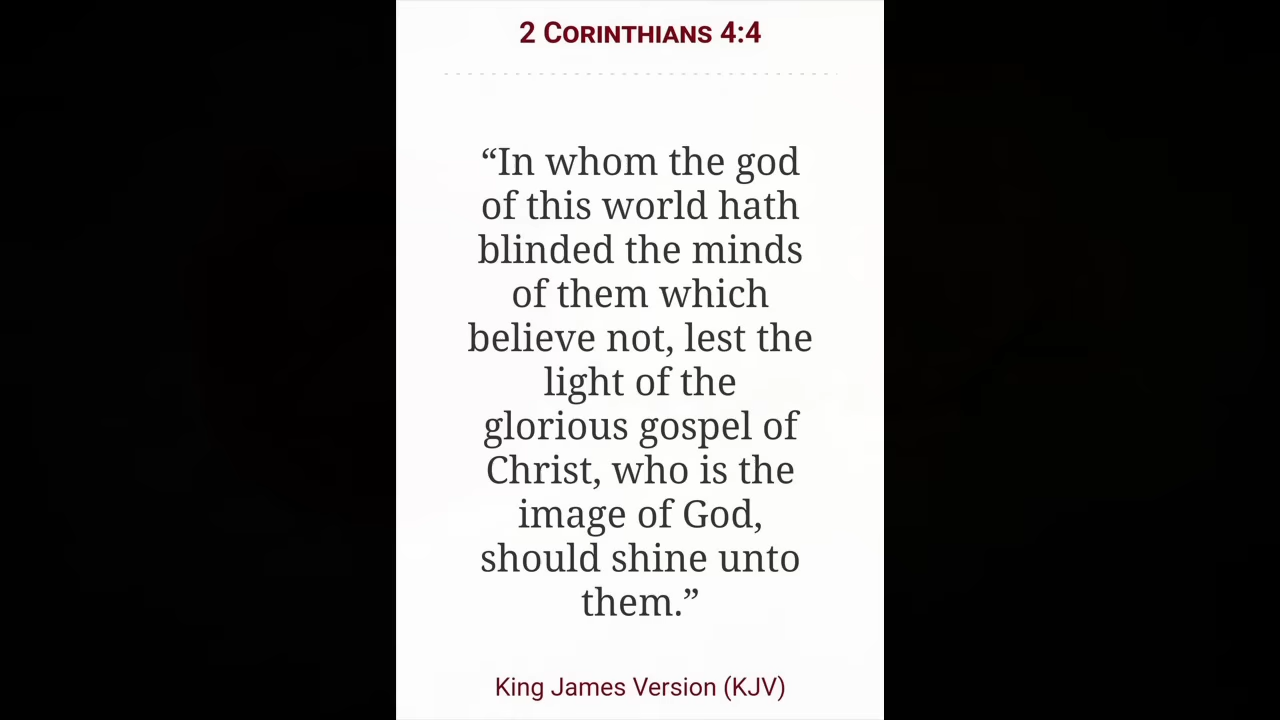 2 Corinthians 4:4
“In whom the god
of this world hath
blinded the minds
of them which
believe not, lest the
light of the
glorious gospel of
Christ, who is the
image of God,
should shine unto
them.”
King James Version (KJV)